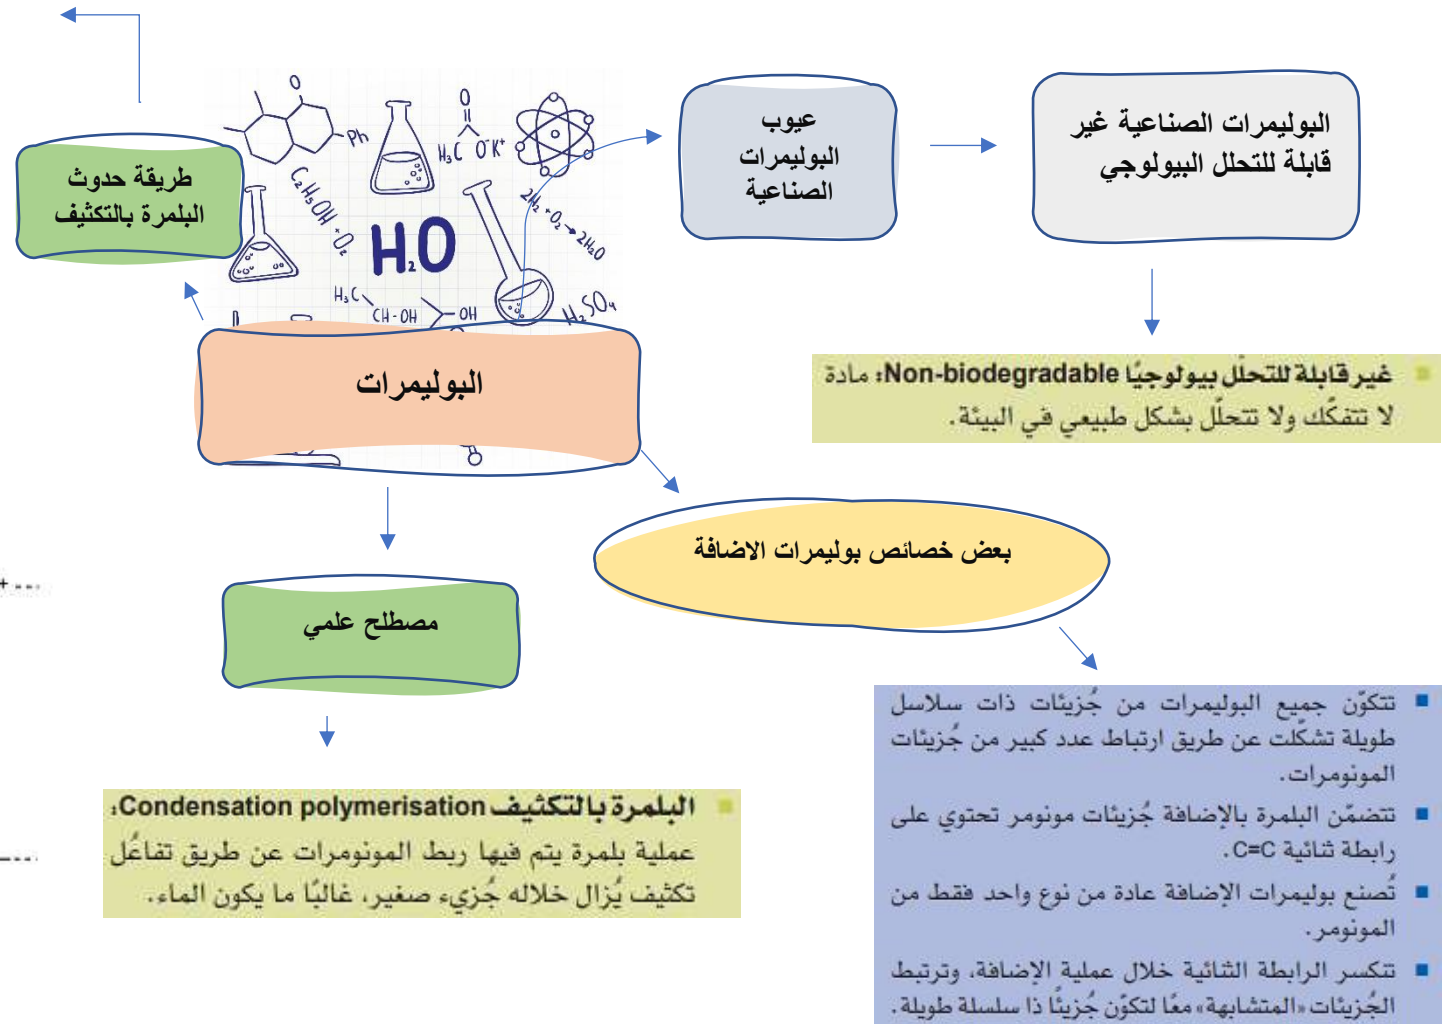 البوليمرات الصناعية غير
قابلة للتحلل البيولوجي
عيوب
البوليمرات
الصناعية
طريقة حدوث
البلمرة بالتكثيف
O
Ph
O
H₃C O⁻K⁺
C₂H₅OH + O₂
H₂O
2H₂ + O₂ → 2H₂O
H₂SO₄
H₃C
CH-OH
OH
البوليمرات
غير قابلة للتحلّل بيولوجيًا Non-biodegradable: مادة
لا تتفكّك ولا تتحلّل بشكل طبيعي في البيئة.
بعض خصائص بوليمرات الاضافة
مصطلح علمي
+ ---
تتكوّن جميع البوليمرات من جُزيئات ذات سلاسل
طويلة تشكّلت عن طريق ارتباط عدد كبير من جُزيئات
المونومرات.
تتضمّن البلمرة بالإضافة جُزيئات مونومر تحتوي على
رابطة ثنائية C=C.
تُصنع بوليمرات الإضافة عادة من نوع واحد فقط من
المونومر.
تنكسر الرابطة الثنائية خلال عملية الإضافة، وترتبط
الجُزيئات «المتشابهة» معًا لتكوّن جُزيئًا ذا سلسلة طويلة.
البلمرة بالتكثيف Condensation polymerisation:
عملية بلمرة يتم فيها ربط المونومرات عن طريق تفاعُل
تكثيف يُزال خلاله جُزيء صغير، غالبًا ما يكون الماء.